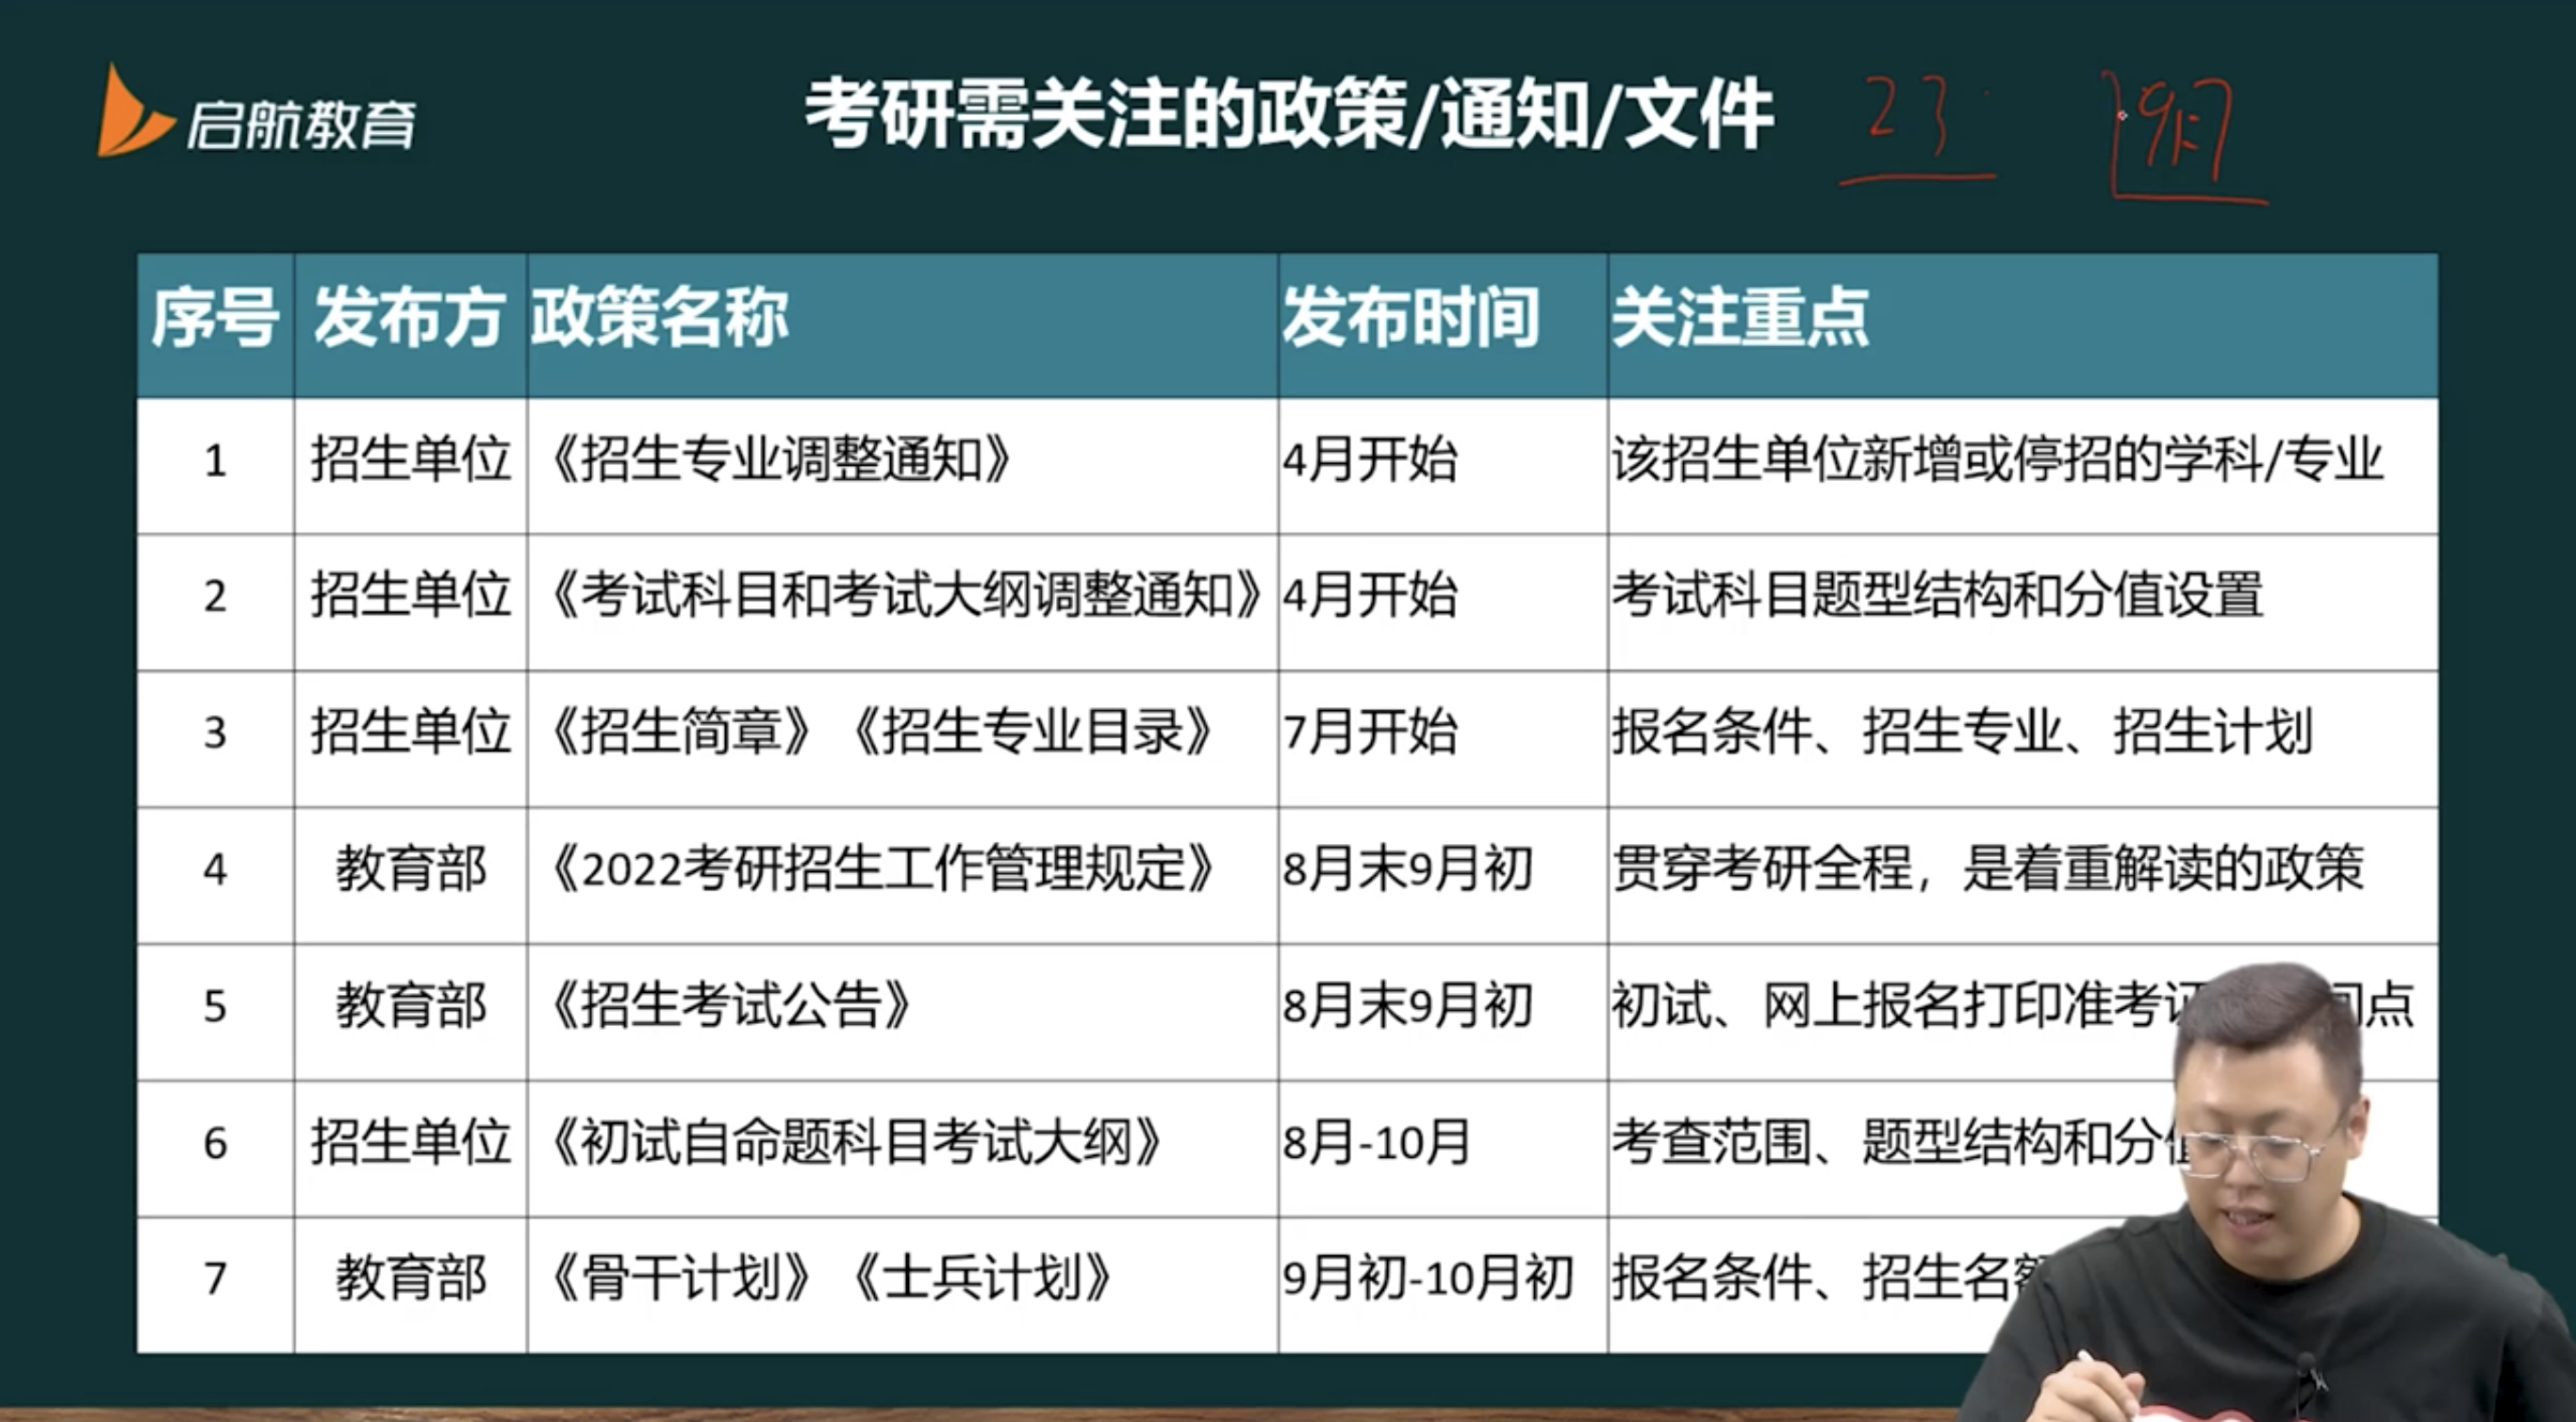 启航教育
考研需关注的政策/通知/文件 23
序号 发布方 政策名称 发布时间 关注重点
1 招生单位 《招生专业调整通知》 4月开始 该招生单位新增或停招的学科/专业
2 招生单位 《考试科目和考试大纲调整通知》 4月开始 考试科目题型结构和分值设置
3 招生单位 《招生简章》《招生专业目录》 7月开始 报名条件、招生专业、招生计划
4 教育部 《2022考研招生工作管理规定》 8月末9月初 贯穿考研全程，是着重解读的政策
5 教育部 《招生考试公告》 8月末9月初 初试、网上报名打印准考 点
6 招生单位 《初试自命题科目考试大纲》 8月-10月 考查范围、题型结构和分
7 教育部 《骨干计划》《士兵计划》 9月初-10月初 报名条件、招生名